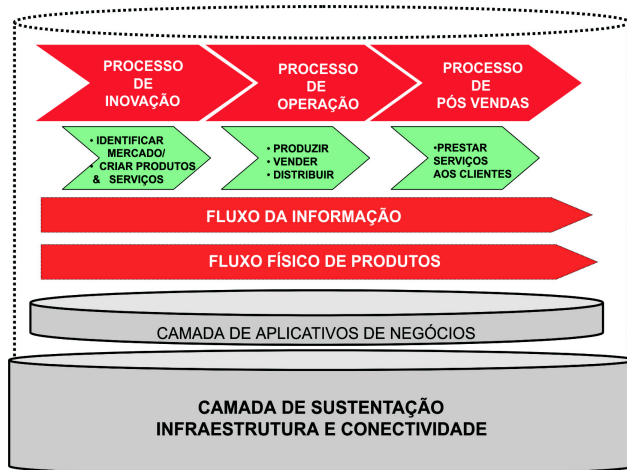 PROCESSO
DE
INOVAÇÃO
PROCESSO
DE
OPERAÇÃO
PROCESSO
DE
PÓS VENDAS
• IDENTIFICAR
MERCADO/
• CRIAR PRODUTOS
& SERVIÇOS
• PRODUZIR
• VENDER
• DISTRIBUIR
•PRESTAR
SERVIÇOS
AOS CLIENTES
FLUXO DA INFORMAÇÃO
FLUXO FÍSICO DE PRODUTOS
CAMADA DE APLICATIVOS DE NEGÓCIOS
CAMADA DE SUSTENTAÇÃO
INFRAESTRUTURA E CONECTIVIDADE